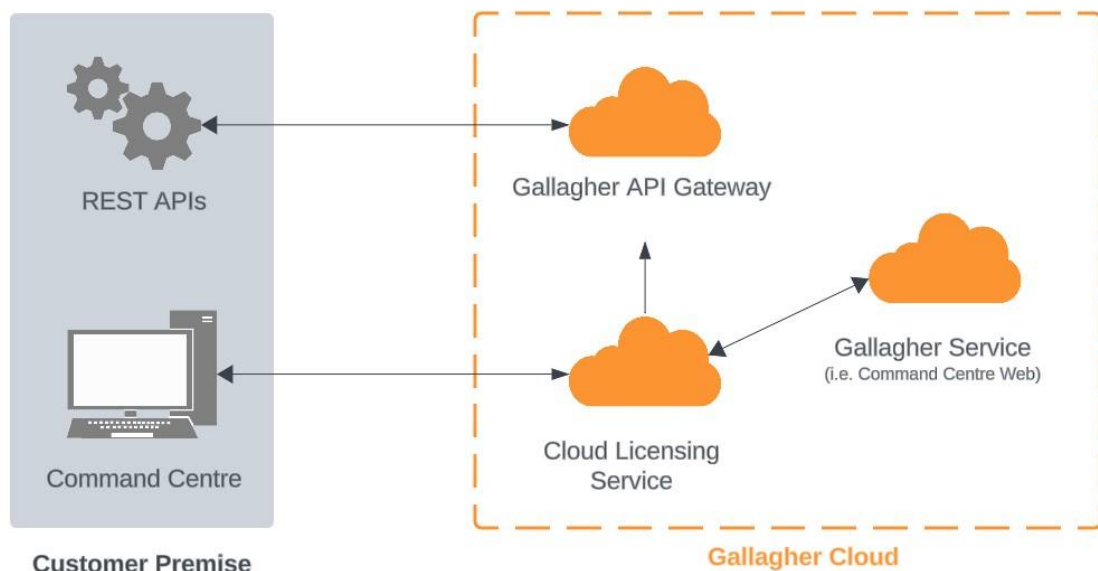 REST APIs
Gallagher API Gateway
Gallagher Service
(i.e. Command Centre Web)
Cloud Licensing
Service
Command Centre
Customer Premise
Gallagher Cloud